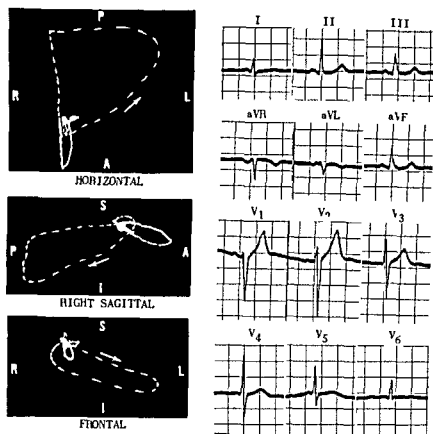 P
R
L
A
HORIZONTAL
S
P
A
I
RIGHT SAGITTAL
S
R
L
I
FRONTAL
I II III
aVR aVL aVF
V1 V2 V3
V4 V5 V6